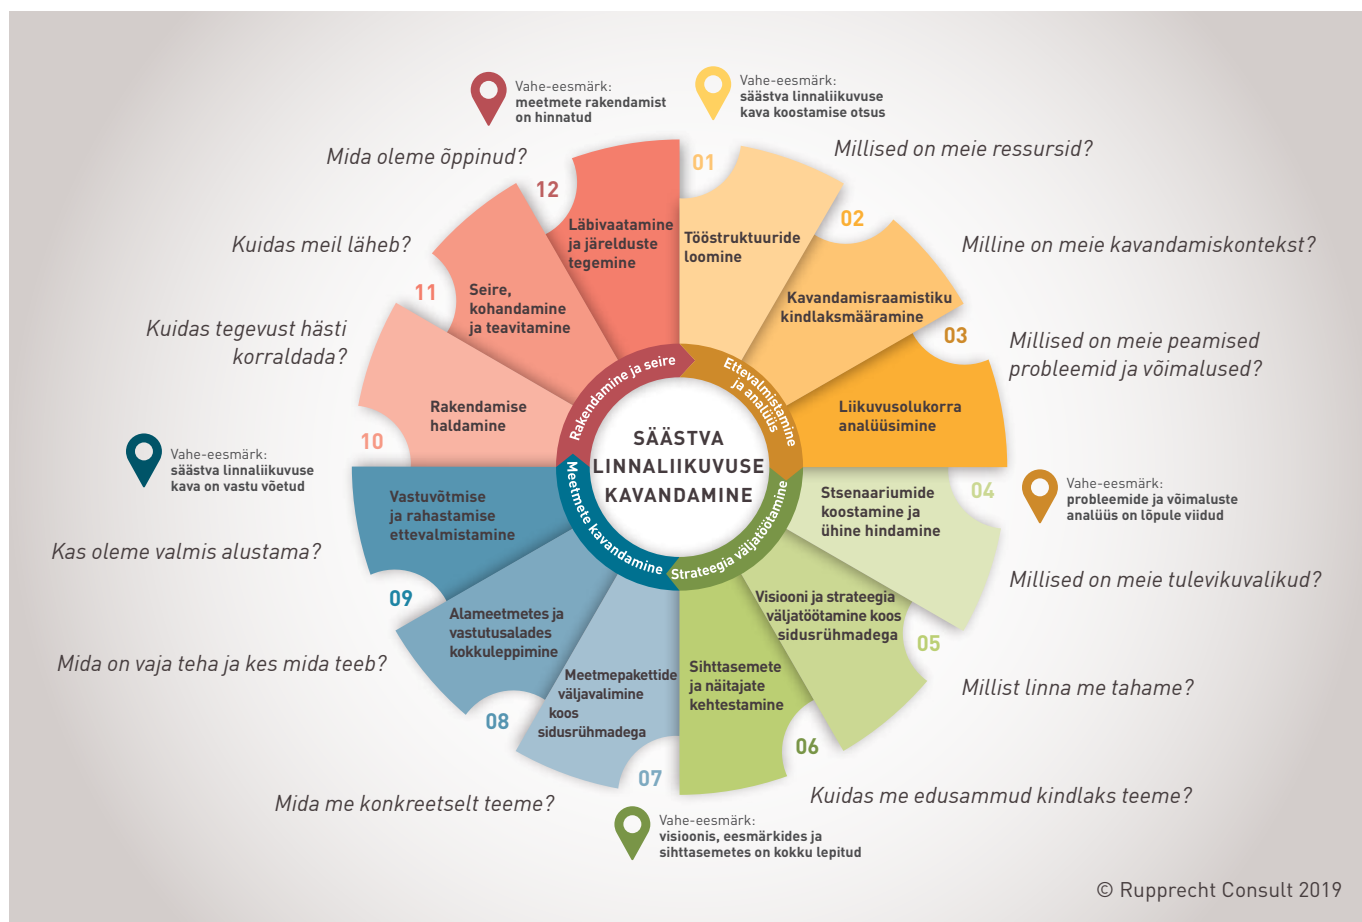 Vahe-eesmärk:
meetmete rakendamist
on hinnatud
Vahe-eesmärk:
säästva linnaliikuvuse
kava koostamise otsus
Mida oleme õppinud?
Millised on meie ressursid?
12
Läbivaatamine
ja järelduste
tegemine
01
Tööstruktuuride
loomine
02
Kavandamisraamistiku
kindlaksmääramine
Milline on meie kavandamiskontekst?
Kuidas meil läheb?
11
Seire,
kohandamine
ja teavitamine
03
Liikuvusolukorra
analüüsimine
Millised on meie peamised
probleemid ja võimalused?
Kuidas tegevust hästi
korraldada?
10
Rakendamise
haldamine
Rakendamine ja seire
Ettevalmistamine
ja analüüs
SÄÄSTVA
LINNALIIKUVUSE
KAVANDAMINE
Meetmete kavandamine
Strateegia väljatöötamine
Vahe-eesmärk:
säästva linnaliikuvuse
kava on vastu võetud
Vahe-eesmärk:
probleemide ja võimaluste
analüüs on lõpule viidud
Vastuvõtmise
ja rahastamise
ettevalmistamine
04
Stsenaariumide
koostamine ja
ühine hindamine
Kas oleme valmis alustama?
Millised on meie tulevikuvalikud?
09
Alameetmetes ja
vastutusalades
kokkuleppimine
Visiooni ja strateegia
väljatöötamine koos
sidusrühmadega
05
Mida on vaja teha ja kes mida teeb?
Millist linna me tahame?
08
Meetmepakettide
väljavalimine
koos
sidusrühmadega
Sihttasemete
ja näitajate
kehtestamine
06
07
Mida me konkreetselt teeme?
Kuidas me edusammud kindlaks teeme?
Vahe-eesmärk:
visioonis, eesmärkides ja
sihttasemetes on kokku lepitud
© Rupprecht Consult 2019